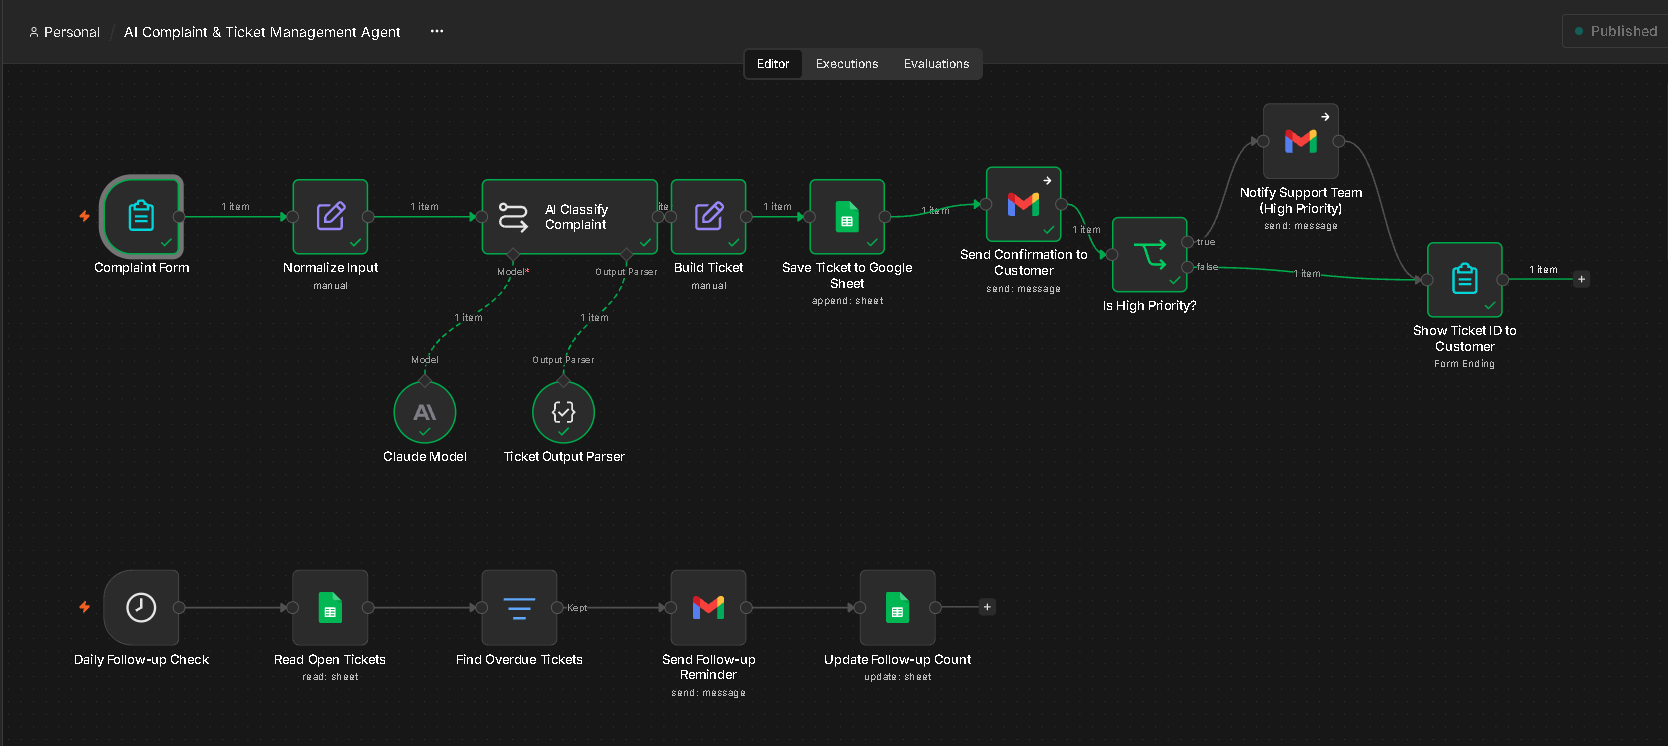 Personal / AI Complaint & Ticket Management Agent ...
Published
Editor Executions Evaluations
1 item
1 item
ite
1 item
1 item
1 item
true
false
1 item
1 item
+
Complaint Form
Normalize Input
manual
AI Classify
Complaint
Model*
Output Parser
Build Ticket
manual
Save Ticket to Google
Sheet
append: sheet
Send Confirmation to
Customer
send: message
Is High Priority?
Notify Support Team
(High Priority)
send: message
Show Ticket ID to
Customer
Form Ending
1 item
1 item
Model
Output Parser
Claude Model
Ticket Output Parser
Kept
+
Daily Follow-up Check
Read Open Tickets
read: sheet
Find Overdue Tickets
Send Follow-up
Reminder
send: message
Update Follow-up Count
update: sheet